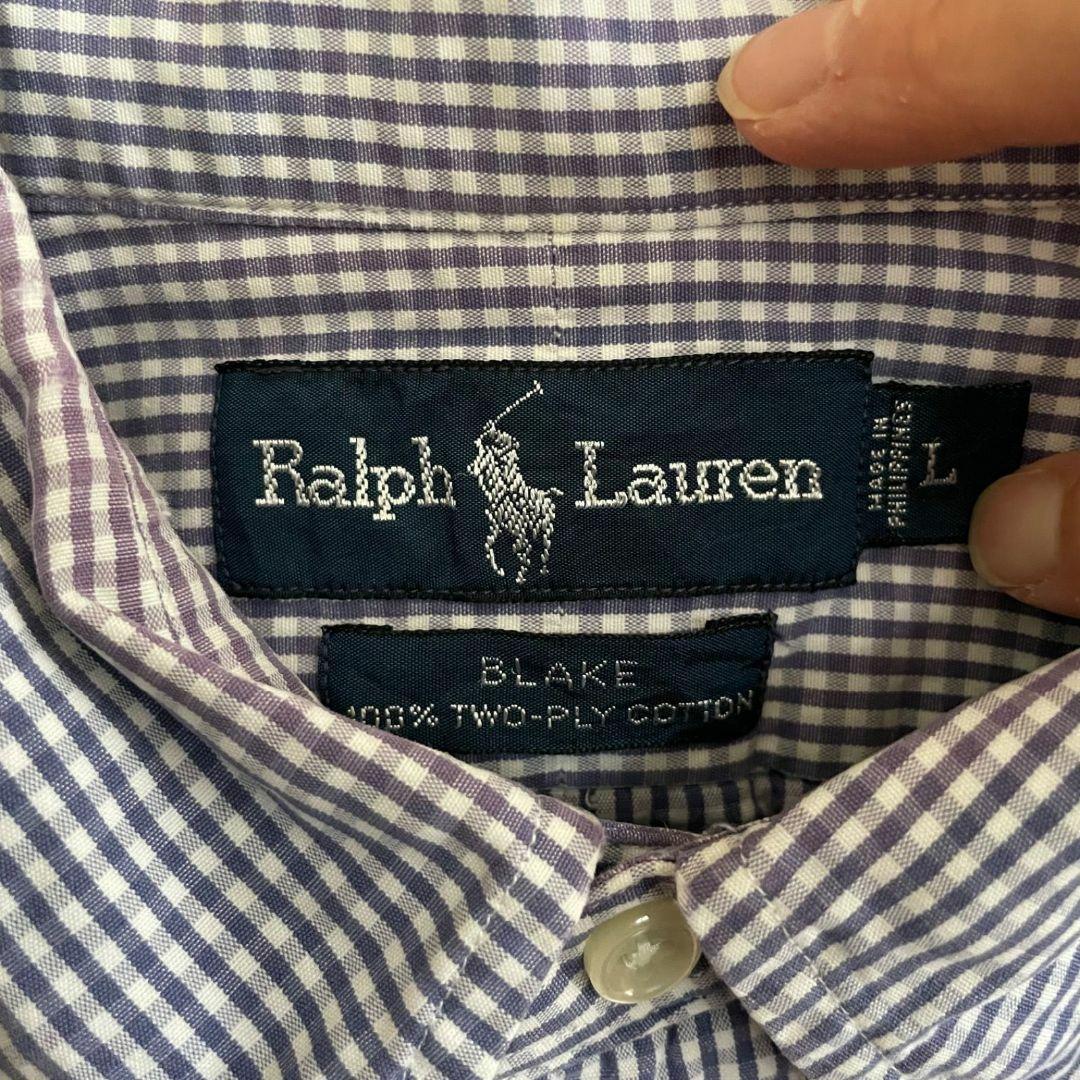 Ralph Lauren
MADE IN
PHILIPPINES
L
BLAKE
100% TWO-PLY COTTON